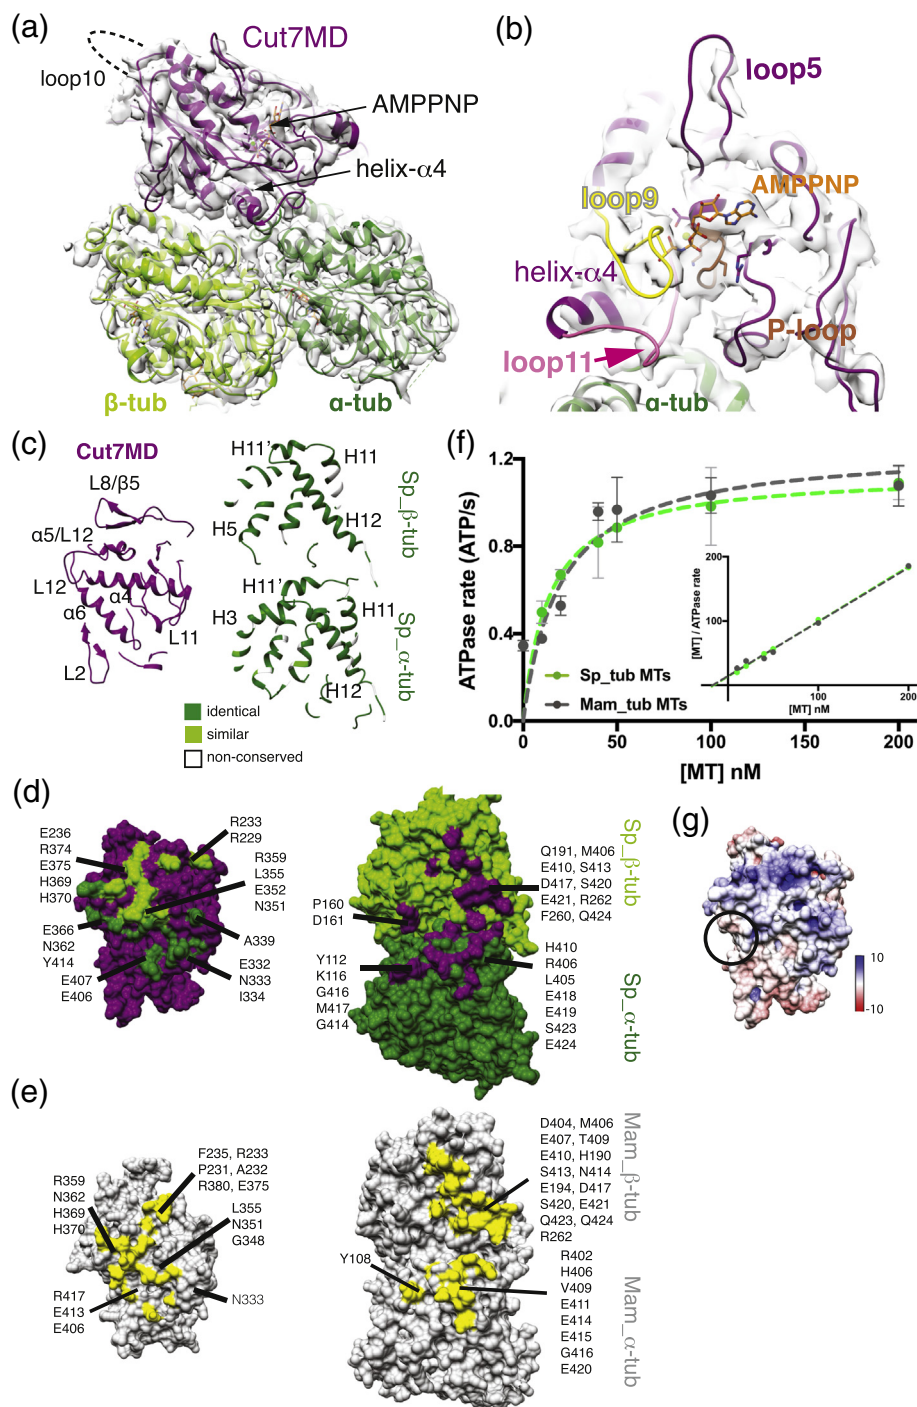 (a)
Cut7MD
loop10
AMPPNP
helix-α4
β-tub
α-tub
(b)
loop5
AMPPNP
loop9
helix-α4
P-loop
loop11
α-tub
(c)
Cut7MD
L8/β5
α5/L12
L12
α4
α6
L11
L2
H11'
H11
H5
H12
Sp_β-tub
H11'
H3
H11
H12
Sp_α-tub
identical
similar
non-conserved
(f)
ATPase rate (ATP/s)
1.2
0.8
0.4
0.0
0
50
100
150
200
[MT] nM
Sp_tub MTs
Mam_tub MTs
[MT] / ATPase rate
200
100
100
200
[MT] nM
(d)
E236
R374
E375
H369
H370
E366
N362
Y414
E407
E406
R233
R229
R359
L355
E352
N351
A339
E332
N333
I334
P160
D161
Y112
K116
G416
M417
G414
Q191, M406
E410, S413
D417, S420
E421, R262
F260, Q424
H410
R406
L405
E418
E419
S423
E424
Sp_β-tub
Sp_α-tub
(g)
10
-10
(e)
R359
N362
H369
H370
R417
E413
E406
F235, R233
P231, A232
R380, E375
L355
N351
G348
N333
Y108
D404, M406
E407, T409
E410, H190
S413, N414
E194, D417
S420, E421
Q423, Q424
R262
R402
H406
V409
E411
E414
E415
G416
E420
Mam_β-tub
Mam_α-tub